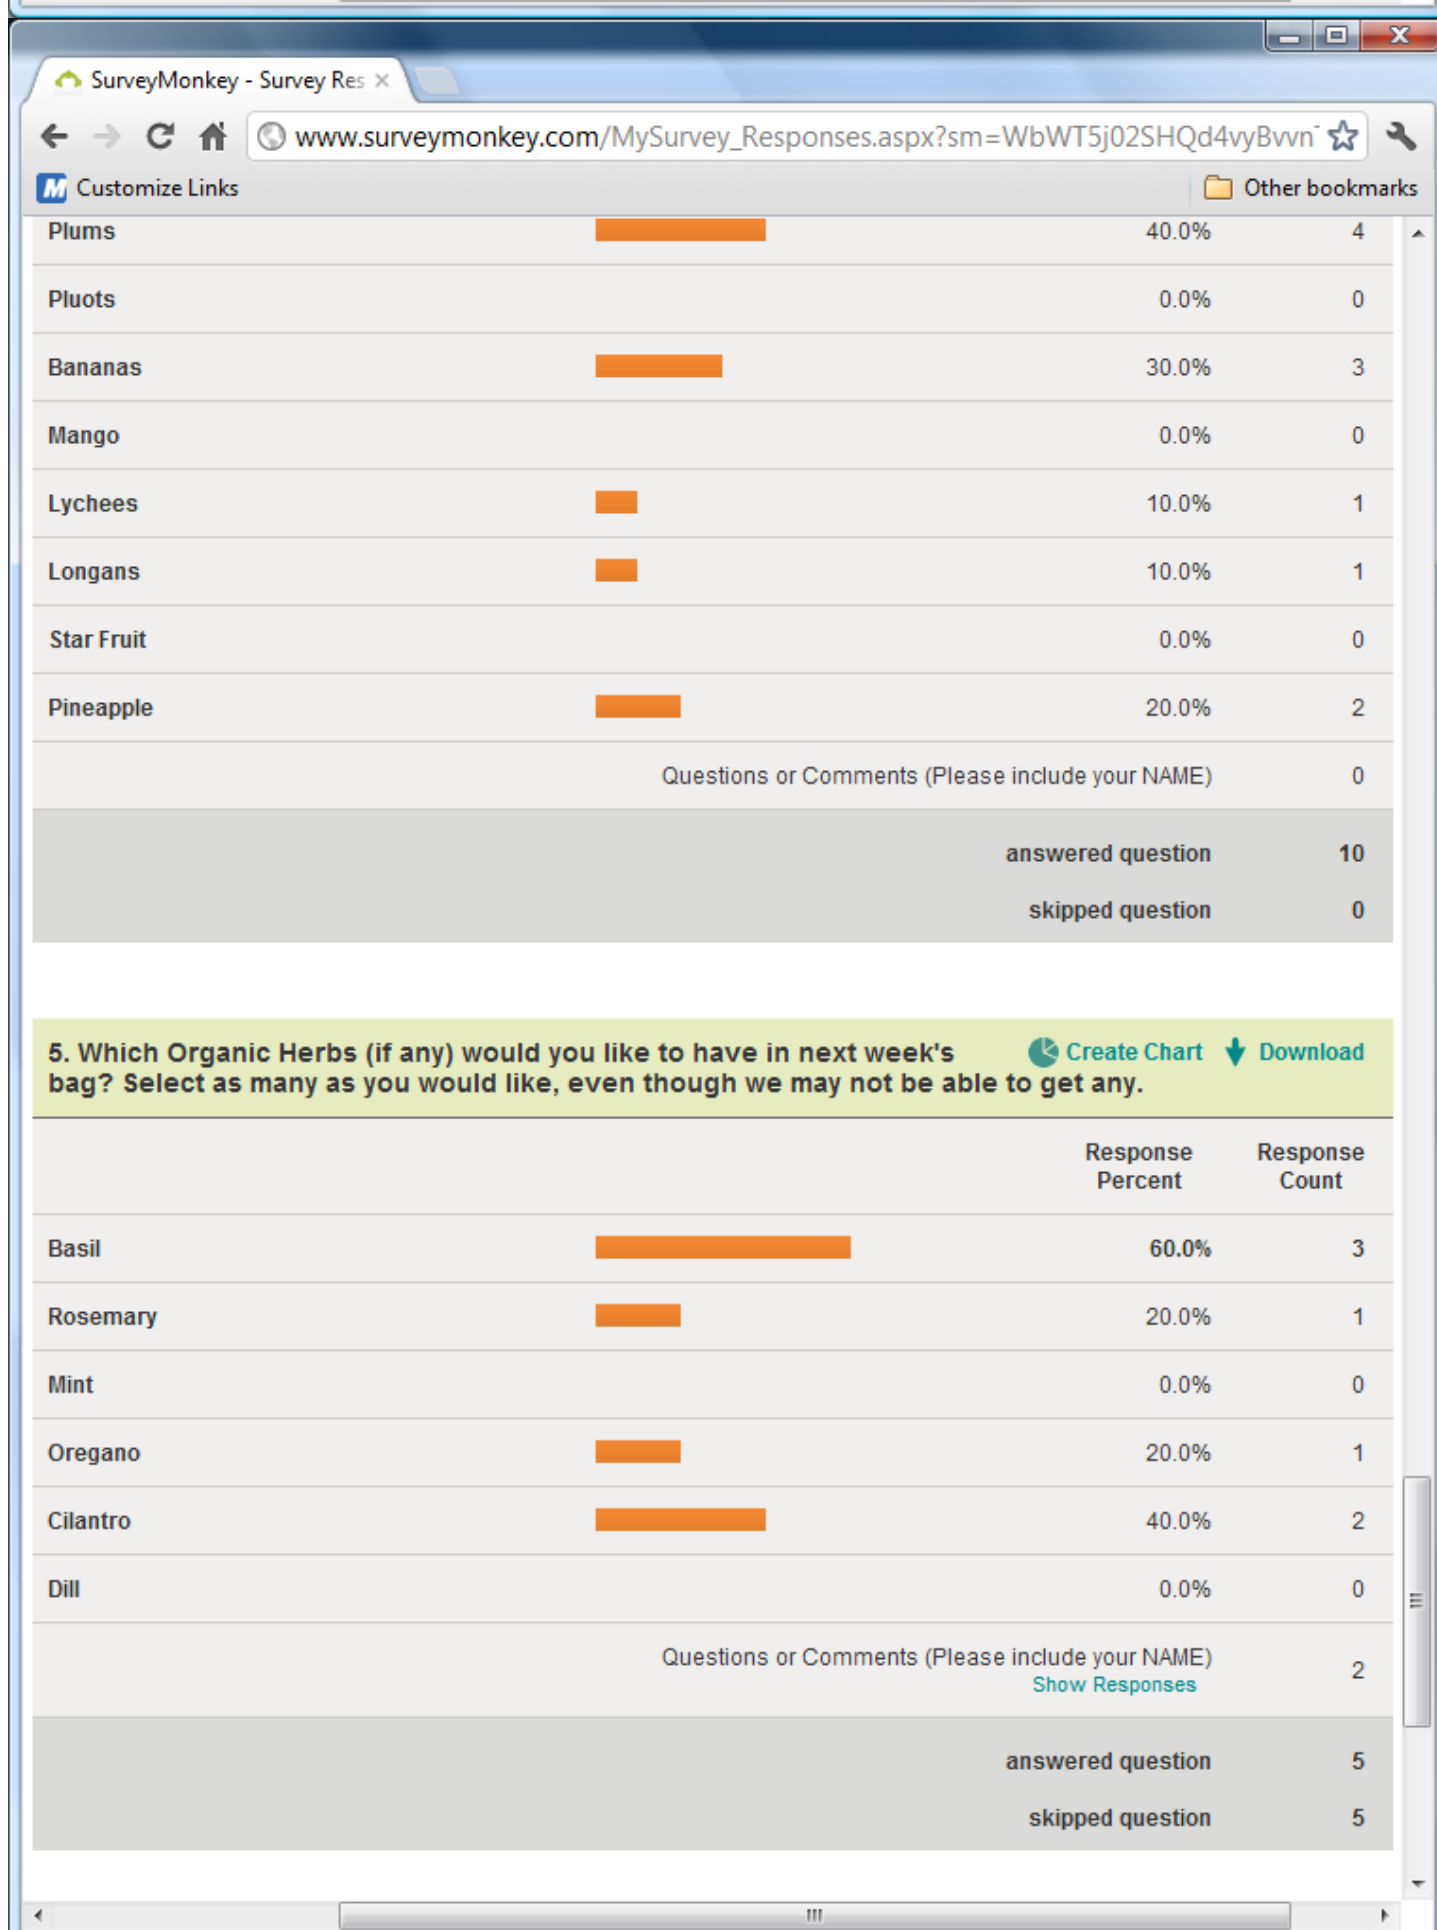 SurveyMonkey - Survey Res
www.surveymonkey.com/MySurvey_Responses.aspx?sm=WbWT5j02SHQd4vyBvvn
Customize Links Other bookmarks
Plums 40.0% 4
Pluots 0.0% 0
Bananas 30.0% 3
Mango 0.0% 0
Lychees 10.0% 1
Longans 10.0% 1
Star Fruit 0.0% 0
Pineapple 20.0% 2
Questions or Comments (Please include your NAME) 0
answered question 10
skipped question 0
5. Which Organic Herbs (if any) would you like to have in next week's Create Chart Download
bag? Select as many as you would like, even though we may not be able to get any.
Response Response
Percent Count
Basil 60.0% 3
Rosemary 20.0% 1
Mint 0.0% 0
Oregano 20.0% 1
Cilantro 40.0% 2
Dill 0.0% 0
Questions or Comments (Please include your NAME) 2
Show Responses
answered question 5
skipped question 5